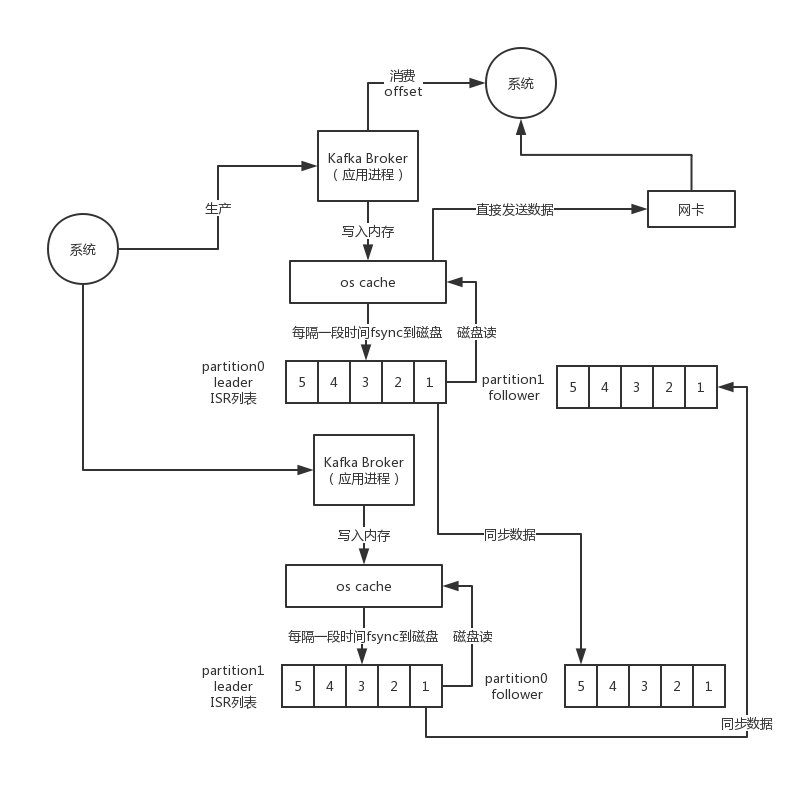 消费
offset
系统
Kafka Broker
（ 应用进程 ）
生产
直接发送数据
网卡
写入内存
系统
os cache
每隔一段时间fsync到磁盘
磁盘读
partition0
leader
ISR列表
5 4 3 2 1
partition1
follower
5 4 3 2 1
Kafka Broker
（ 应用进程 ）
写入内存
同步数据
os cache
每隔一段时间fsync到磁盘
磁盘读
partition1
leader
ISR列表
5 4 3 2 1
partition0
follower
5 4 3 2 1
同步数据